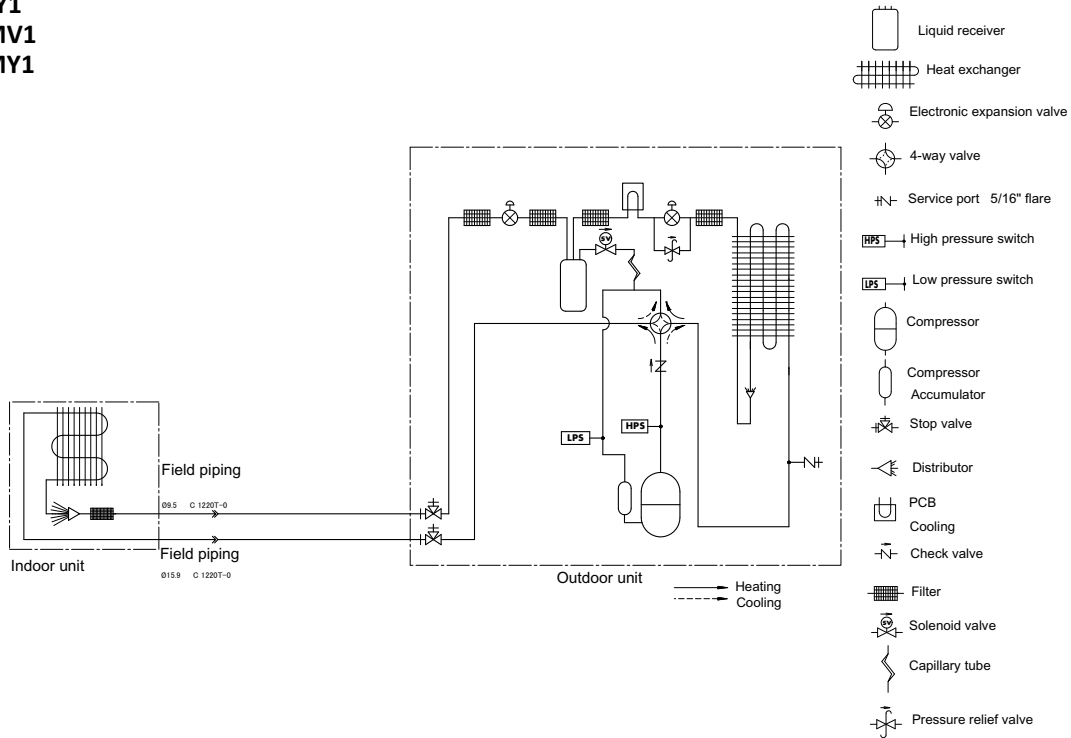 Y1
MV1
MY1
Liquid receiver
Heat exchanger
Electronic expansion valve
4-way valve
Service port 5/16" flare
HPS High pressure switch
LPS Low pressure switch
Compressor
Compressor
Accumulator
Stop valve
Distributor
PCB
Cooling
Check valve
Filter
SV Solenoid valve
Capillary tube
Pressure relief valve
SV
LPS
HPS
Field piping
Ø9.5 C 1220T-0
Field piping
Ø15.9 C 1220T-0
Indoor unit
Outdoor unit
Heating
Cooling